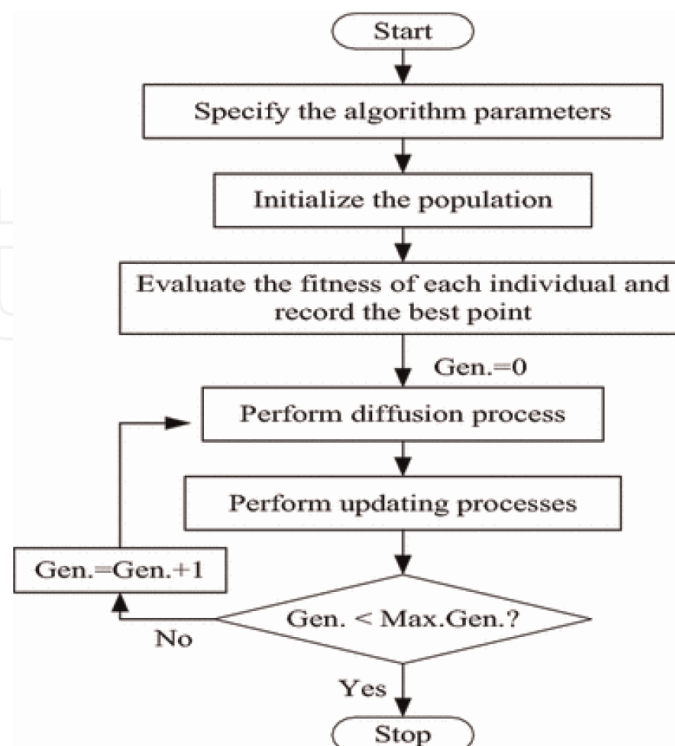 Start
Specify the algorithm parameters
Initialize the population
Evaluate the fitness of each individual and
record the best point
Gen.=0
Perform diffusion process
Perform updating processes
Gen.=Gen.+1
Gen. < Max.Gen.?
No
Yes
Stop